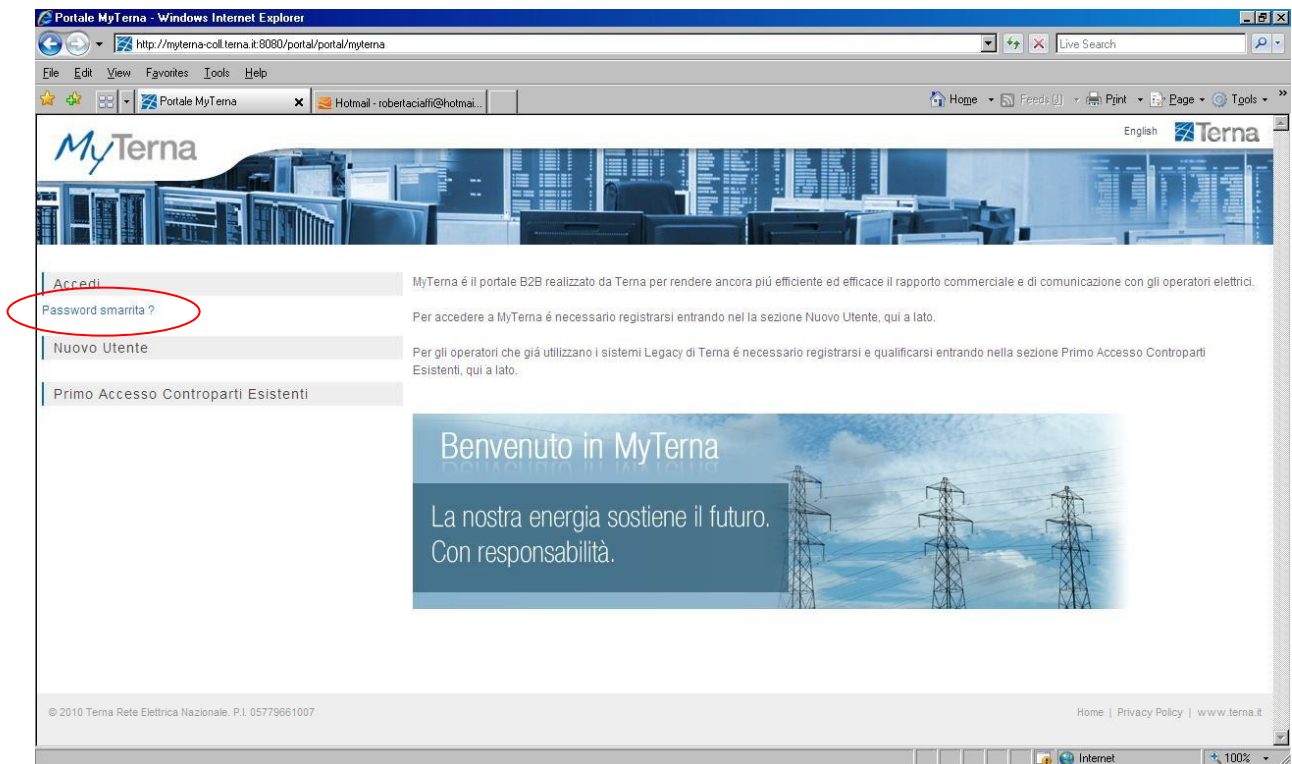 Portale MyTerna - Windows Internet Explorer
http://myterna-coll.terna.it:8080/portal/portal/myterna
Live Search
File Edit View Favorites Tools Help
Portale MyTerna
Hotmail - robertaciaffi@hotmai...
Home Feeds (J) Print Page Tools »
MyTerna
English Terna
Accedi
Password smarrita ?
Nuovo Utente
Primo Accesso Controparti Esistenti
MyTerna é il portale B2B realizzato da Terna per rendere ancora piú efficiente ed efficace il rapporto commerciale e di comunicazione con gli operatori elettrici.
Per accedere a MyTerna é necessario registrarsi entrando nel la sezione Nuovo Utente, qui a lato.
Per gli operatori che giá utilizzano i sistemi Legacy di Terna é necessario registrarsi e qualificarsi entrando nella sezione Primo Accesso Controparti
Esistenti, qui a lato.
Benvenuto in MyTerna
La nostra energia sostiene il futuro.
Con responsabilità.
© 2010 Terna Rete Elettrica Nazionale. P.I. 05779661007
Home | Privacy Policy | www.terna.it
Internet
100%